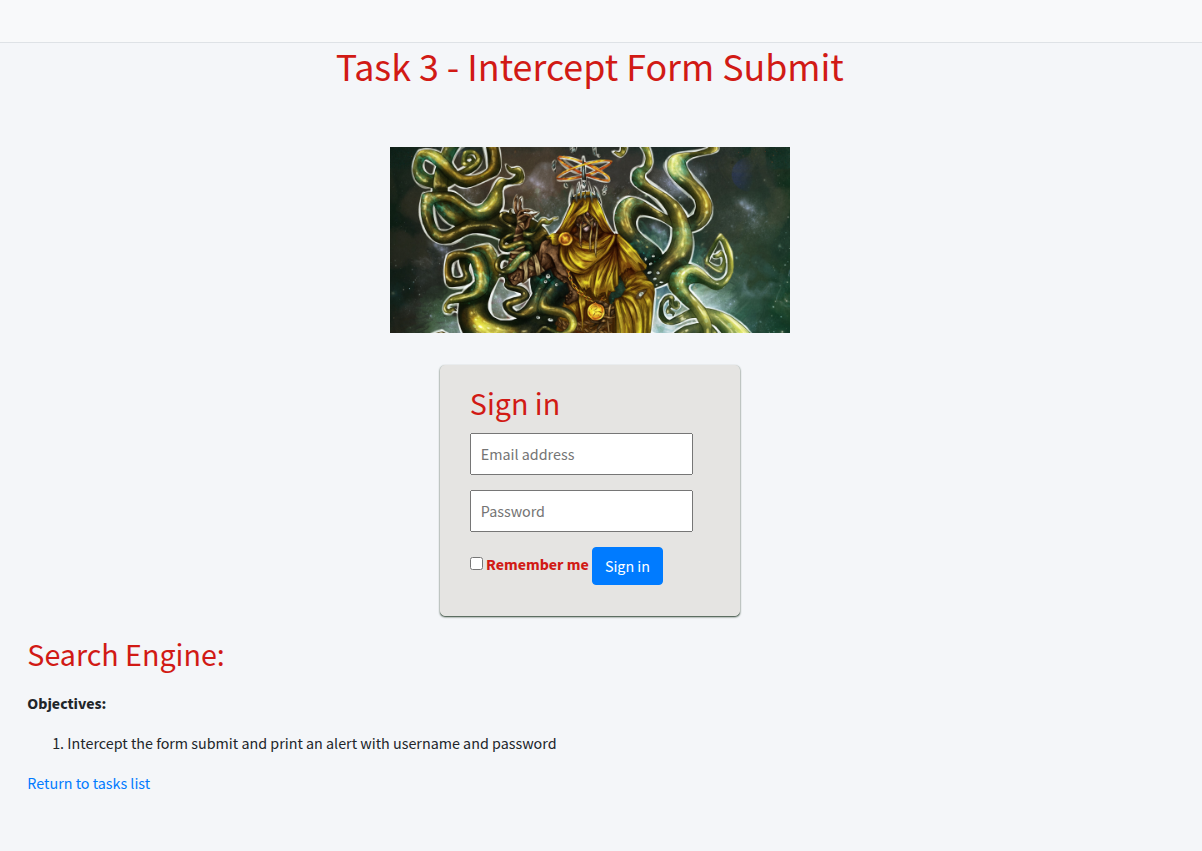 Task 3 - Intercept Form Submit
Sign in
Email address
Password
Remember me Sign in
Search Engine:
Objectives:
1. Intercept the form submit and print an alert with username and password
Return to tasks list